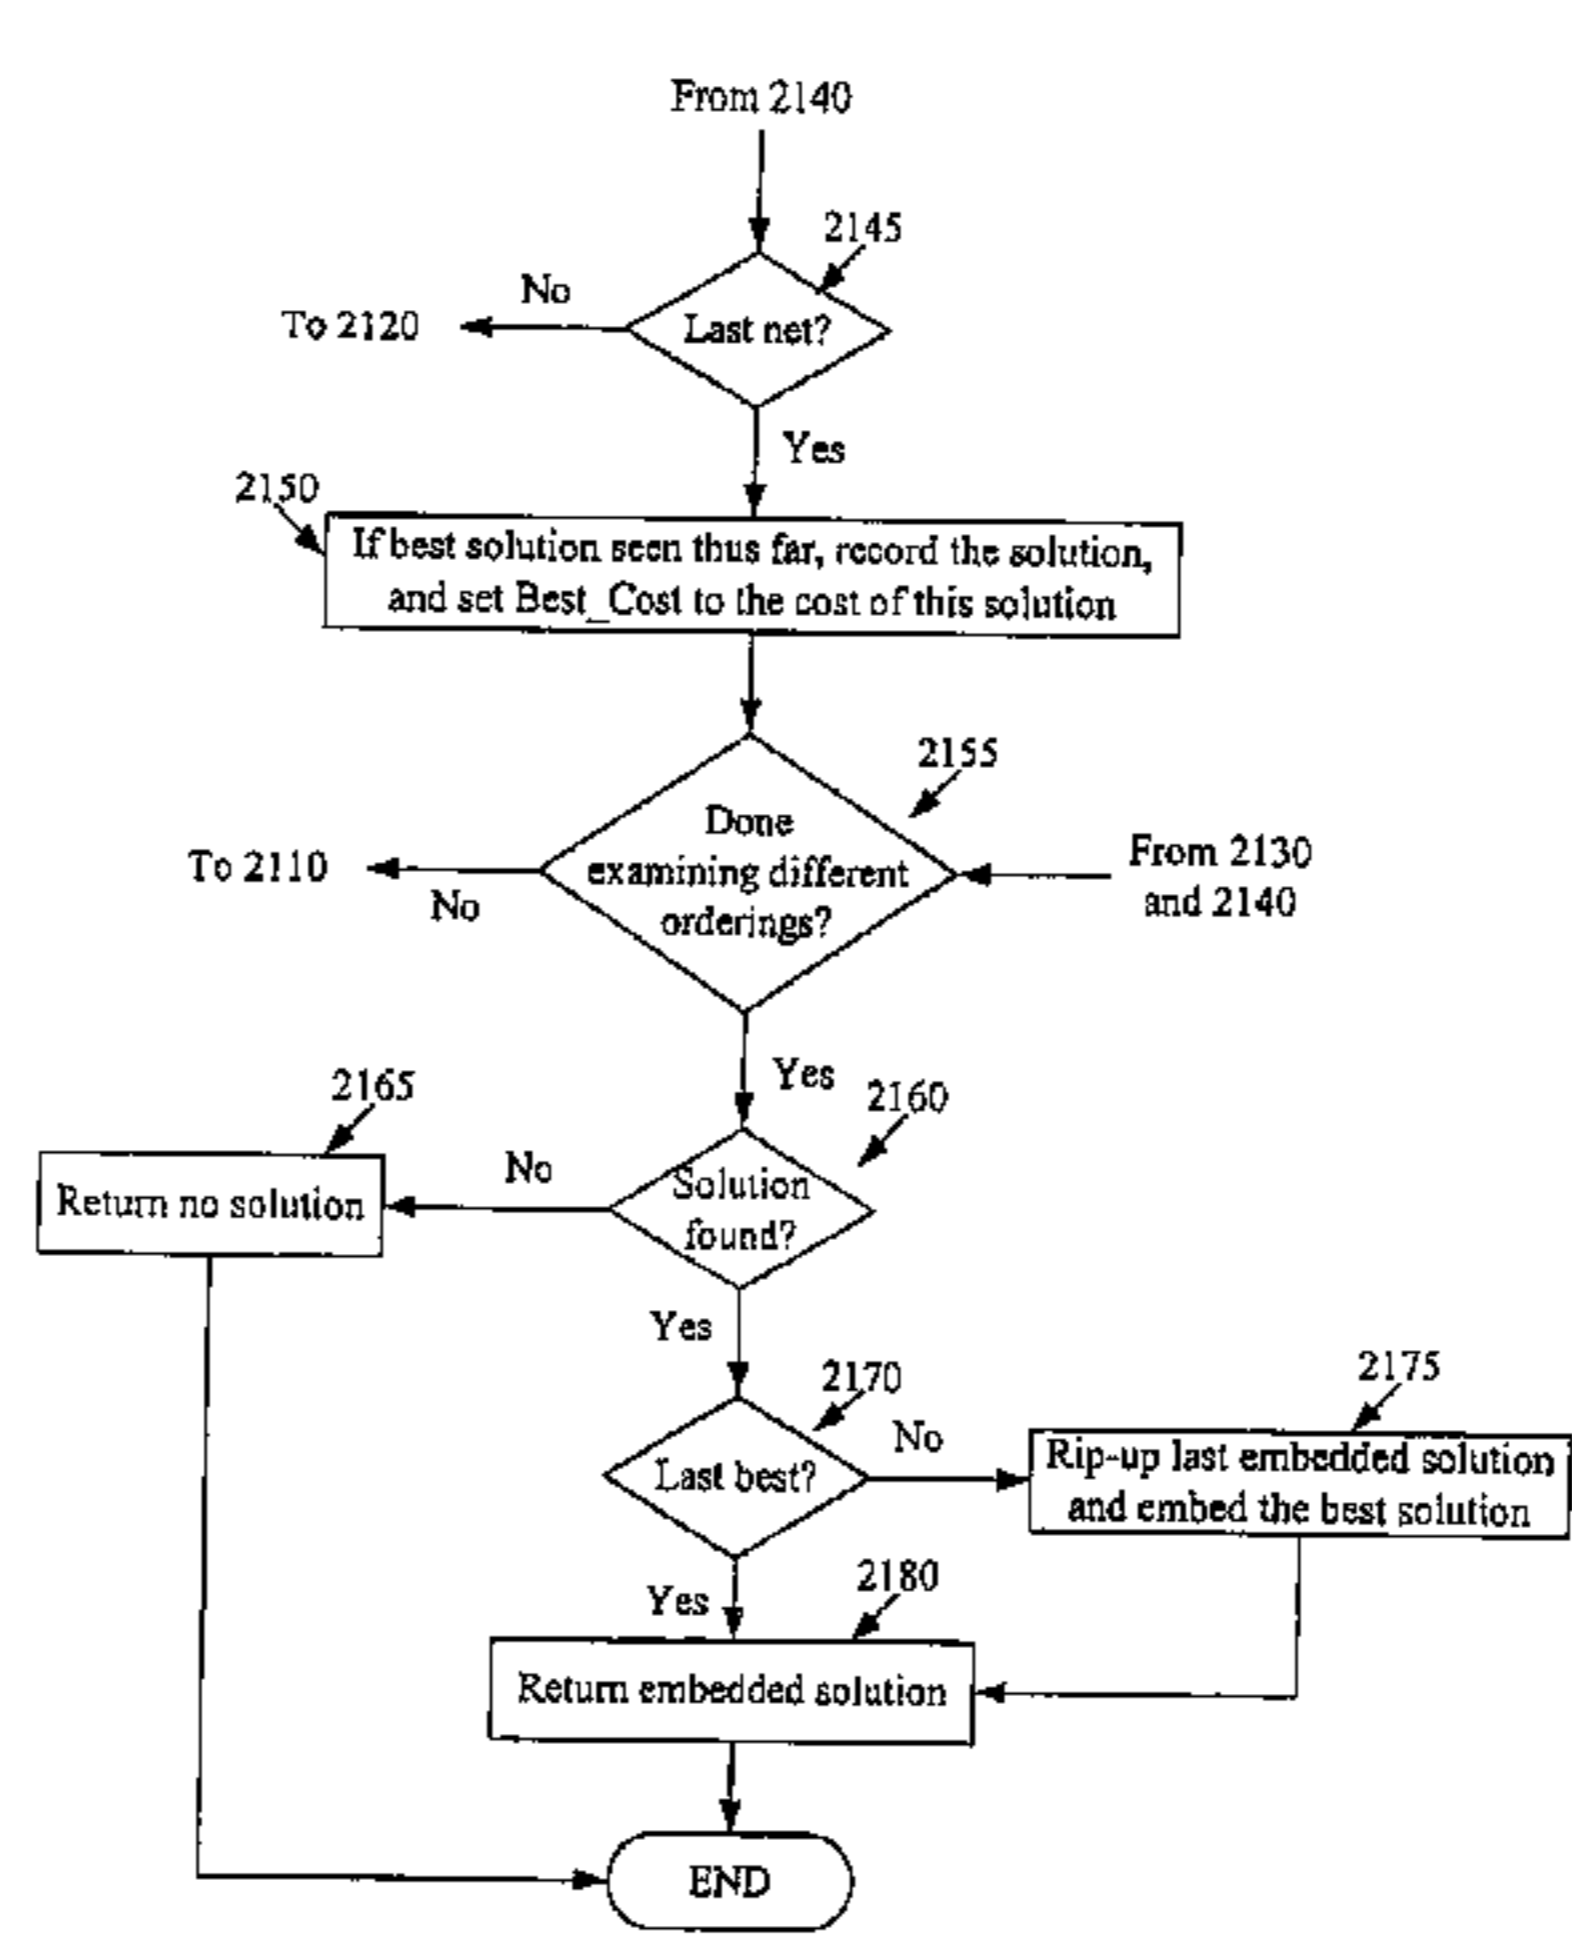 From 2140
2145
No
To 2120
Last net?
Yes
2150
If best solution seen thus far, record the solution,
and set Best_Cost to the cost of this solution
2155
Done
examining different
orderings?
To 2110
No
From 2130
and 2140
Yes
2160
2165
No
Return no solution
Solution
found?
Yes
2170
2175
No
Last best?
Rip-up last embedded solution
and embed the best solution
Yes
2180
Return embedded solution
END